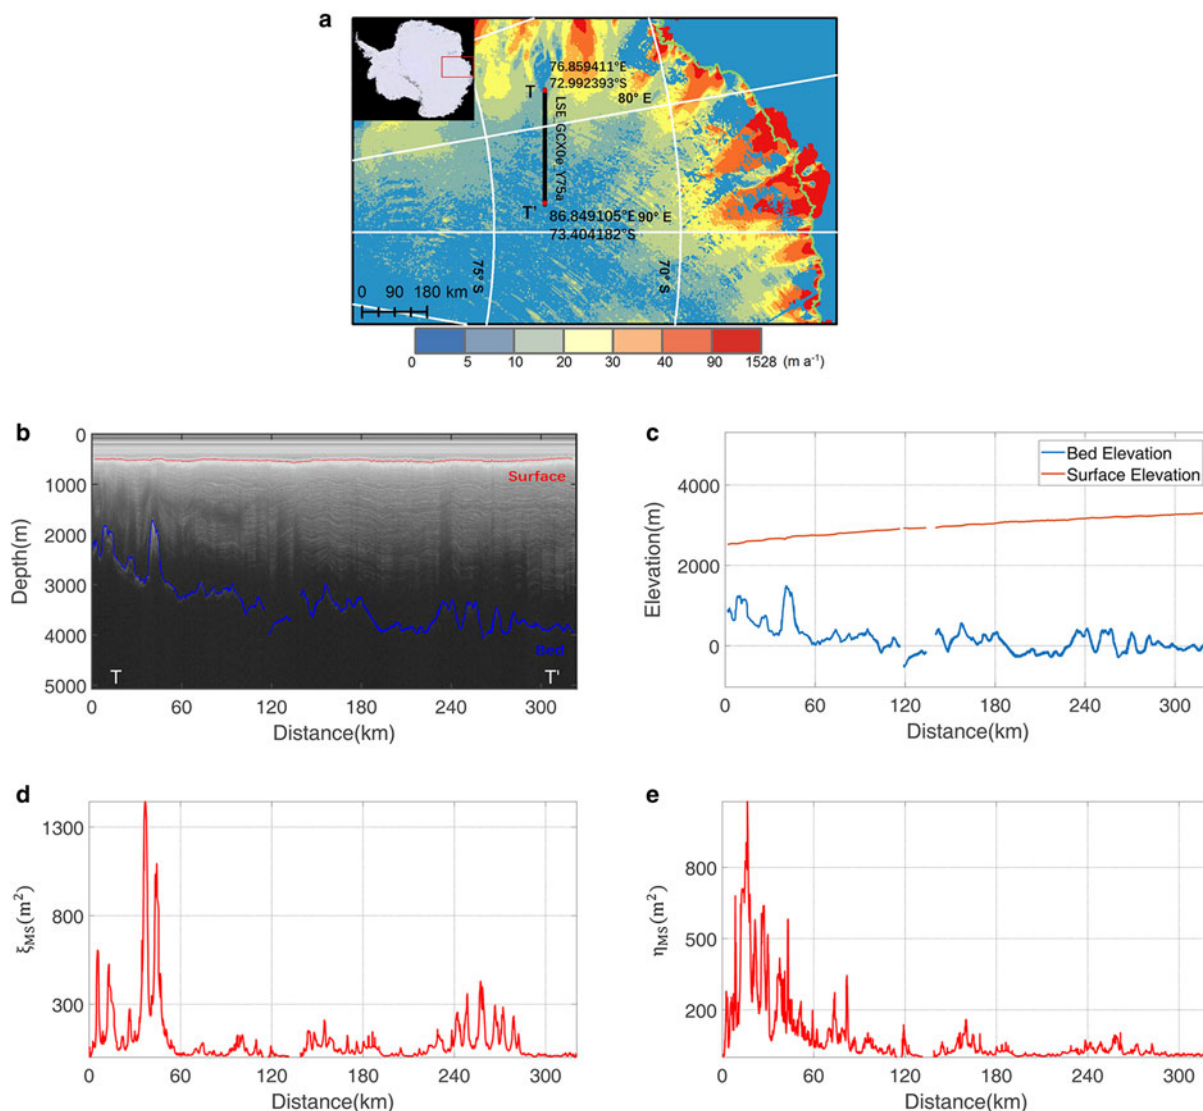 a
76.859411°E
72.992393°S
T
80° E
LSE_GCX0e_Y75a
T'
86.849105°E 90° E
73.404182°S
75° S
70° S
0 90 180 km
0 5 10 20 30 40 90 1528 (m a⁻¹)
b
0
1000
2000
3000
4000
5000
Depth(m)
Surface
Bed
T T'
0 60 120 180 240 300
Distance(km)
c
Bed Elevation
Surface Elevation
4000
2000
0
Elevation(m)
0 60 120 180 240 300
Distance(km)
d
1300
800
300
ξMS(m²)
0 60 120 180 240 300
Distance(km)
e
800
500
200
ηMS(m²)
0 60 120 180 240 300
Distance(km)